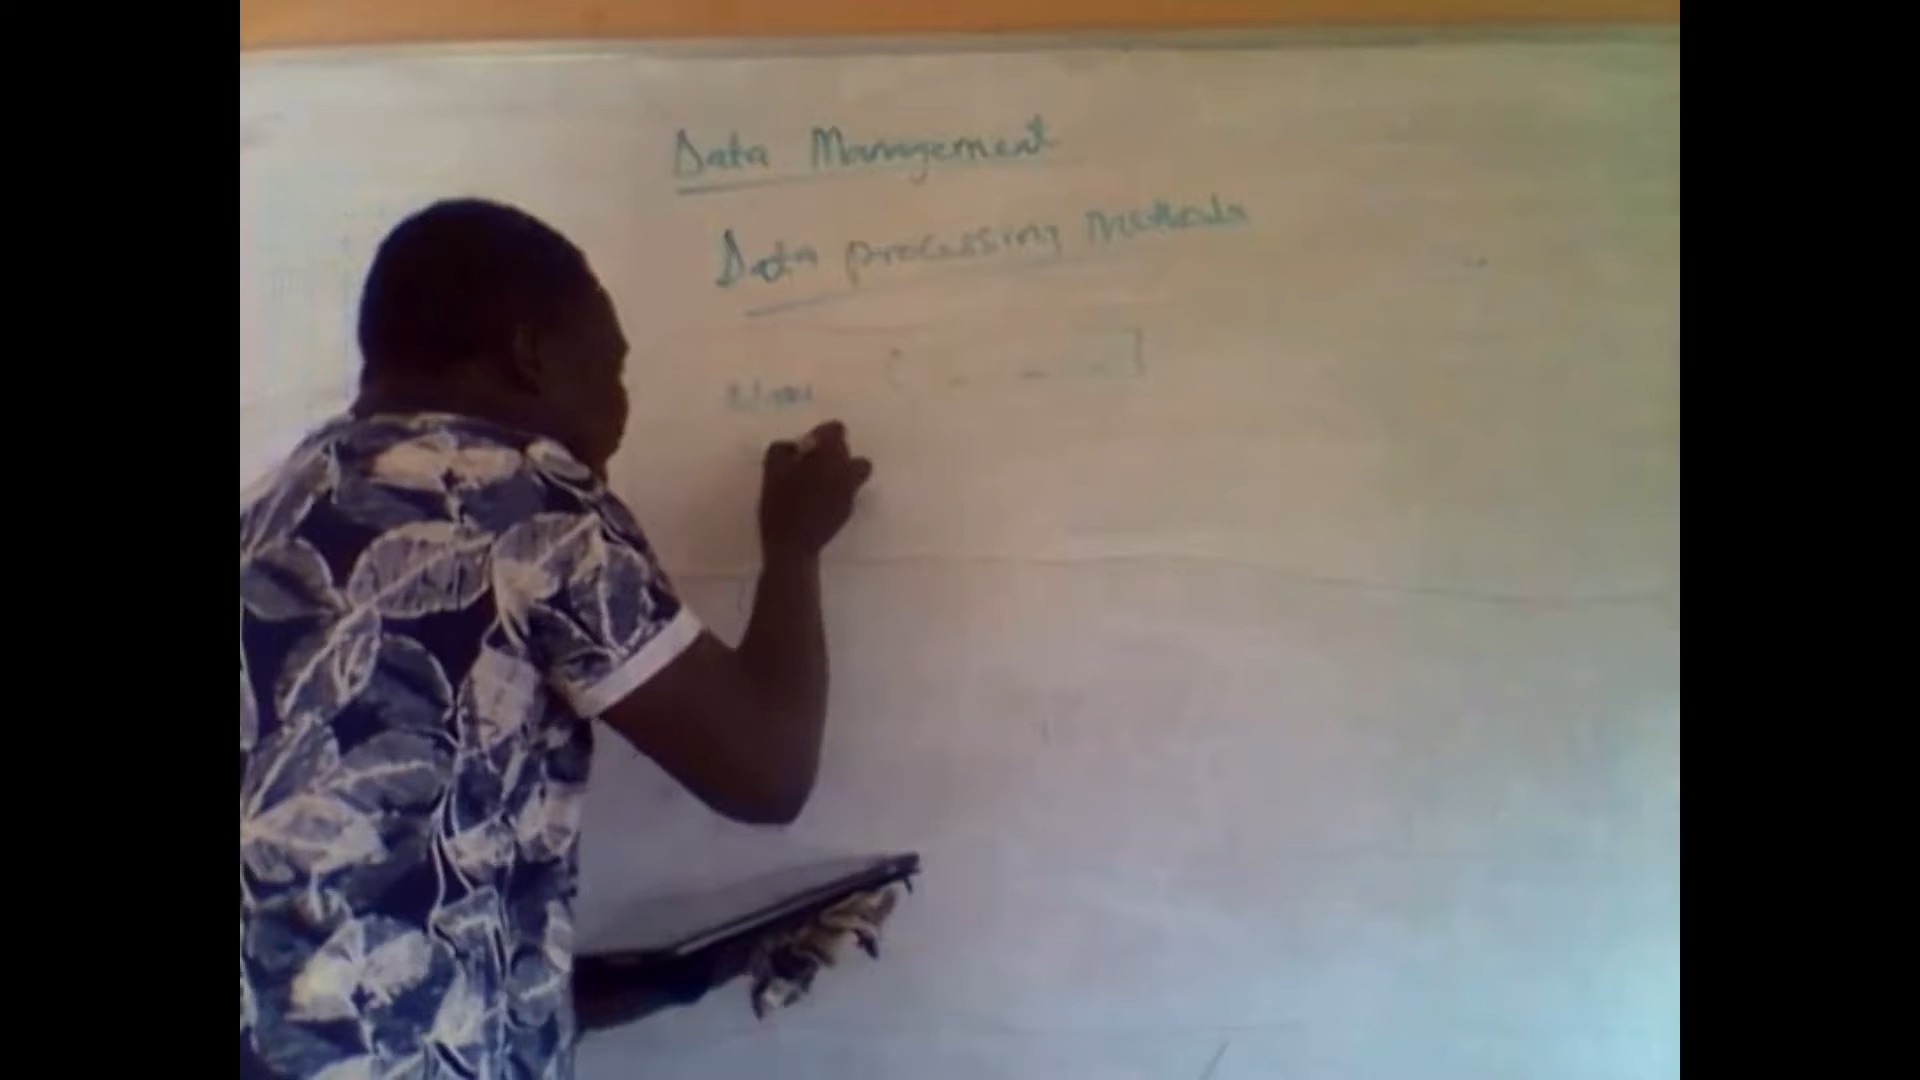 Data Management
Data processing Methods